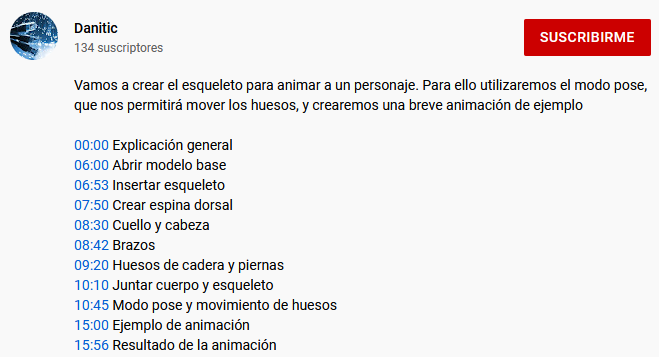 Danitic
134 suscriptores
SUSCRIBIRME
Vamos a crear el esqueleto para animar a un personaje. Para ello utilizaremos el modo pose,
que nos permitirá mover los huesos, y crearemos una breve animación de ejemplo
00:00 Explicación general
06:00 Abrir modelo base
06:53 Insertar esqueleto
07:50 Crear espina dorsal
08:30 Cuello y cabeza
08:42 Brazos
09:20 Huesos de cadera y piernas
10:10 Juntar cuerpo y esqueleto
10:45 Modo pose y movimiento de huesos
15:00 Ejemplo de animación
15:56 Resultado de la animación